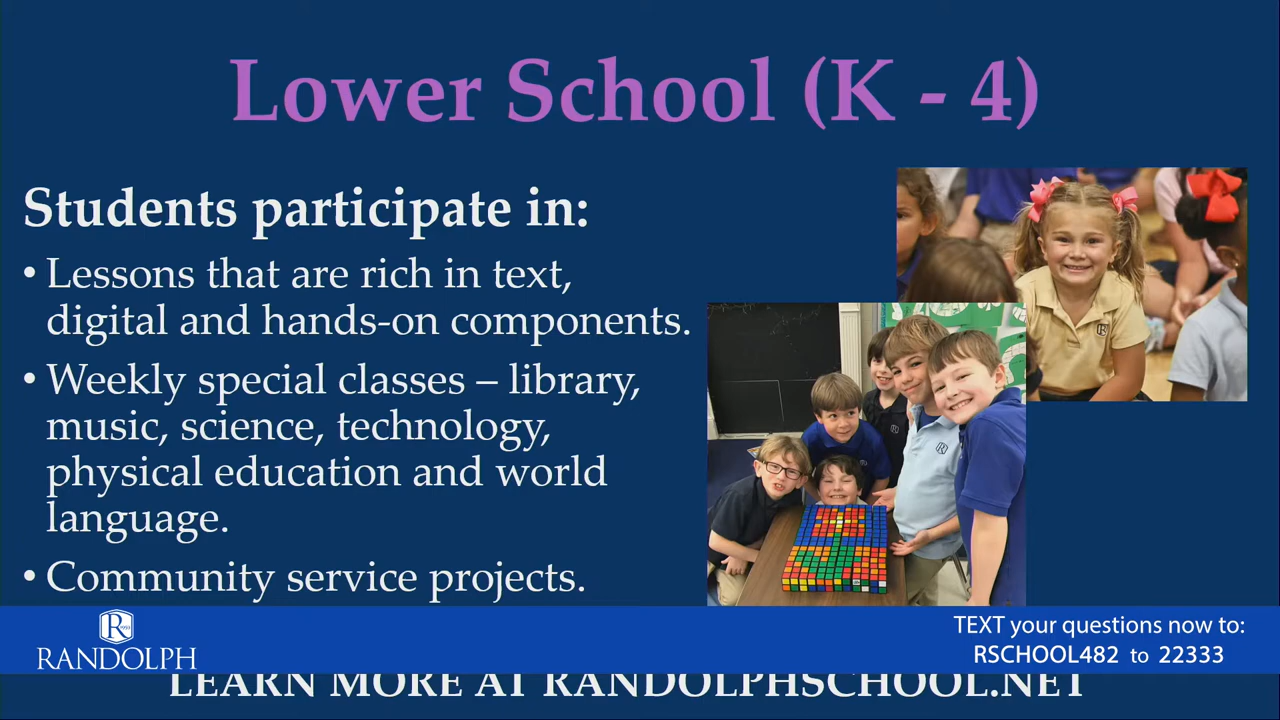 Lower School (K - 4)
Students participate in:
• Lessons that are rich in text,
digital and hands-on components.
• Weekly special classes – library,
music, science, technology,
physical education and world
language.
• Community service projects.
R
RANDOLPH
TEXT your questions now to:
RSCHOOL482 to 22333
LEARN MORE AT RANDOLPHSCHOOL.NET